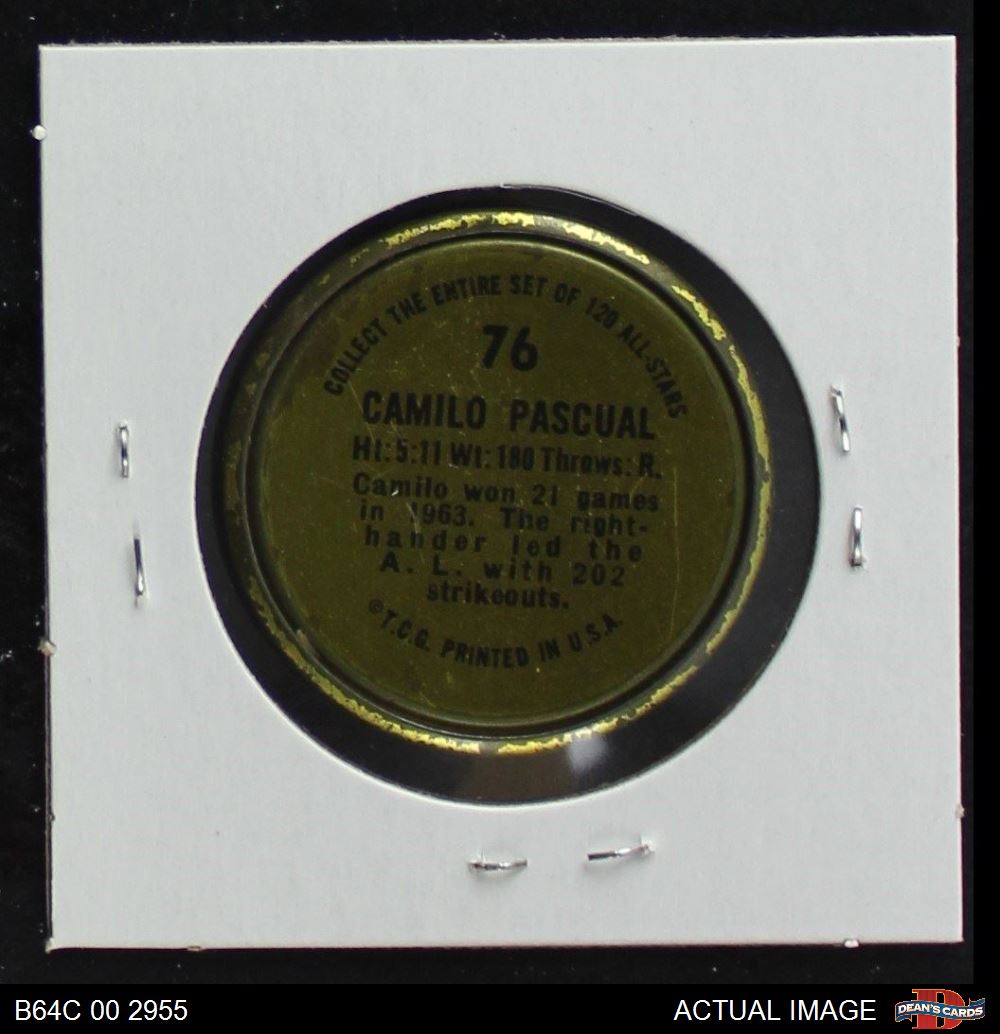 COLLECT THE ENTIRE SET OF 120 ALL-STARS
76
CAMILO PASCUAL
Ht:5:11 Wt:180 Throws:R.
Camilo won 21 games
in 1963. The right-
hander led the
A. L. with 202
strikeouts.
©T.C.G. PRINTED IN U.S.A.
B64C 00 2955
ACTUAL IMAGE
D
DEAN'S CARDS